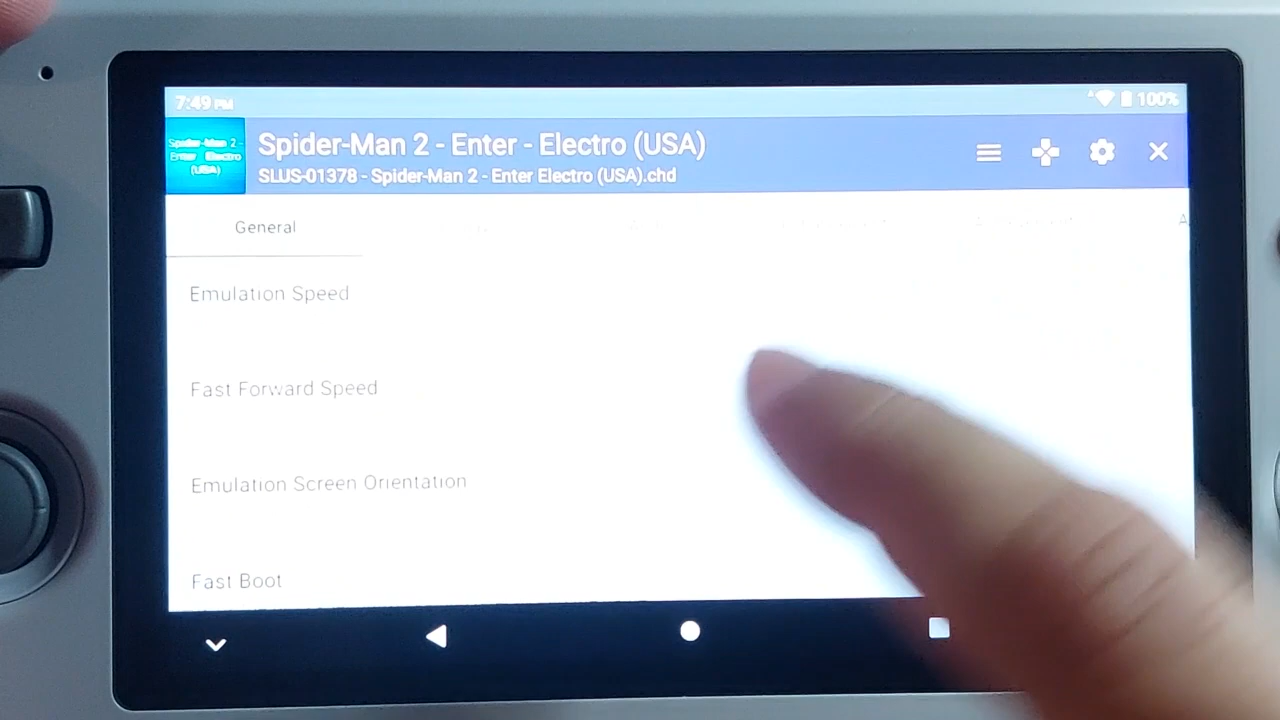 7:49 PM
100%
Spider-Man 2 -
Enter - Electro
(USA)
Spider-Man 2 - Enter - Electro (USA)
SLUS-01378 - Spider-Man 2 - Enter Electro (USA).chd
General
A
Emulation Speed
Fast Forward Speed
Emulation Screen Orientation
Fast Boot